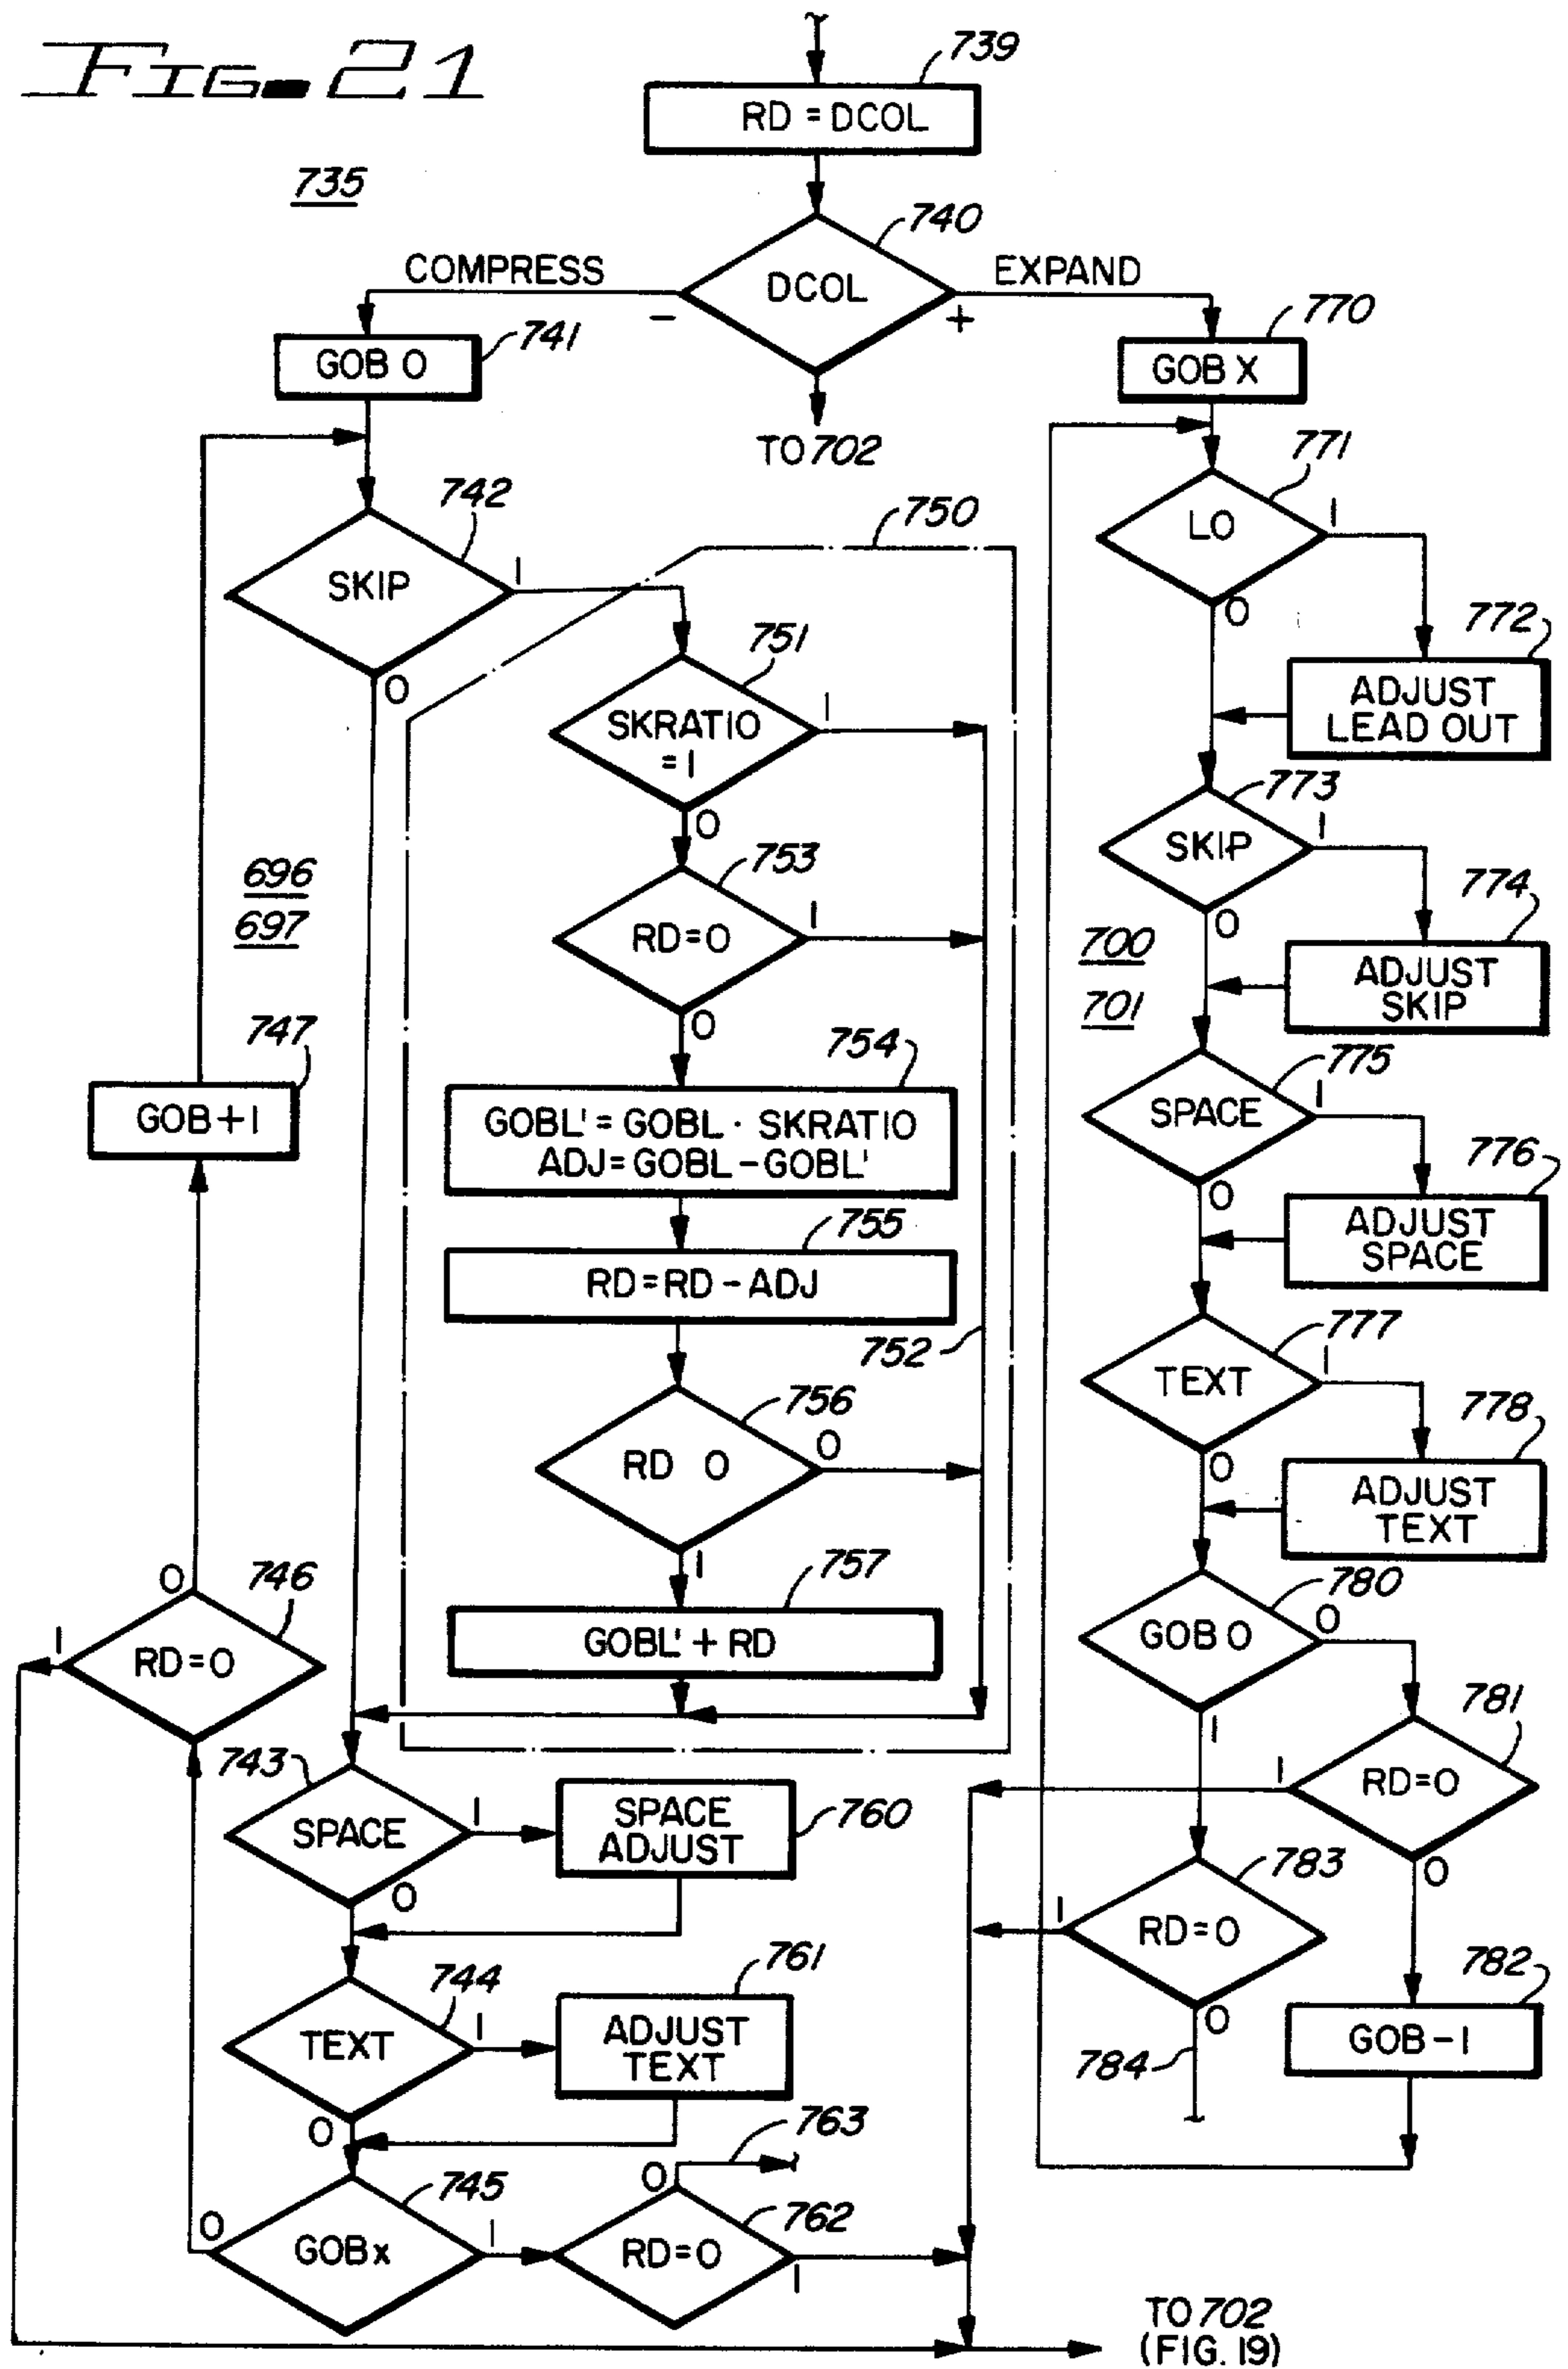 FIG. 21
735
739
RD = DCOL
740
DCOL
COMPRESS
−
EXPAND
+
TO 702
741
GOB 0
742
SKIP
1
0
750
751
SKRATIO
= 1
1
0
753
RD=0
1
0
754
GOBL' = GOBL · SKRATIO
ADJ=GOBL − GOBL'
755
RD=RD − ADJ
752
756
RD 0
0
1
757
GOBL' + RD
696
697
747
GOB+1
746
RD=0
0
1
743
SPACE
1
0
SPACE
ADJUST
760
744
TEXT
1
0
761
ADJUST
TEXT
763
745
GOBx
0
1
762
RD=0
0
1
770
GOB X
771
LO
1
0
772
ADJUST
LEAD OUT
773
SKIP
1
0
774
ADJUST
SKIP
700
701
775
SPACE
1
0
776
ADJUST
SPACE
777
TEXT
1
0
778
ADJUST
TEXT
780
GOB 0
0
1
781
RD=0
1
0
783
RD=0
1
0
784
782
GOB−1
TO 702
(FIG. 19)